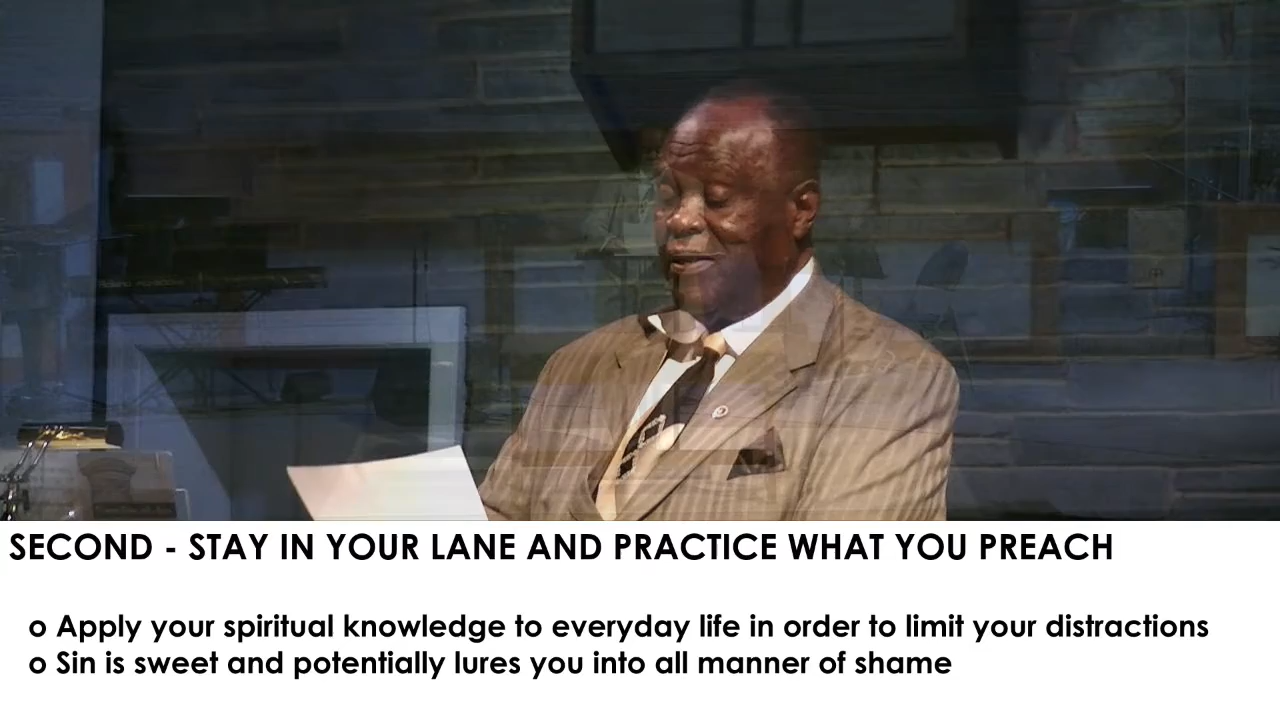 SECOND - STAY IN YOUR LANE AND PRACTICE WHAT YOU PREACH
o Apply your spiritual knowledge to everyday life in order to limit your distractions
o Sin is sweet and potentially lures you into all manner of shame